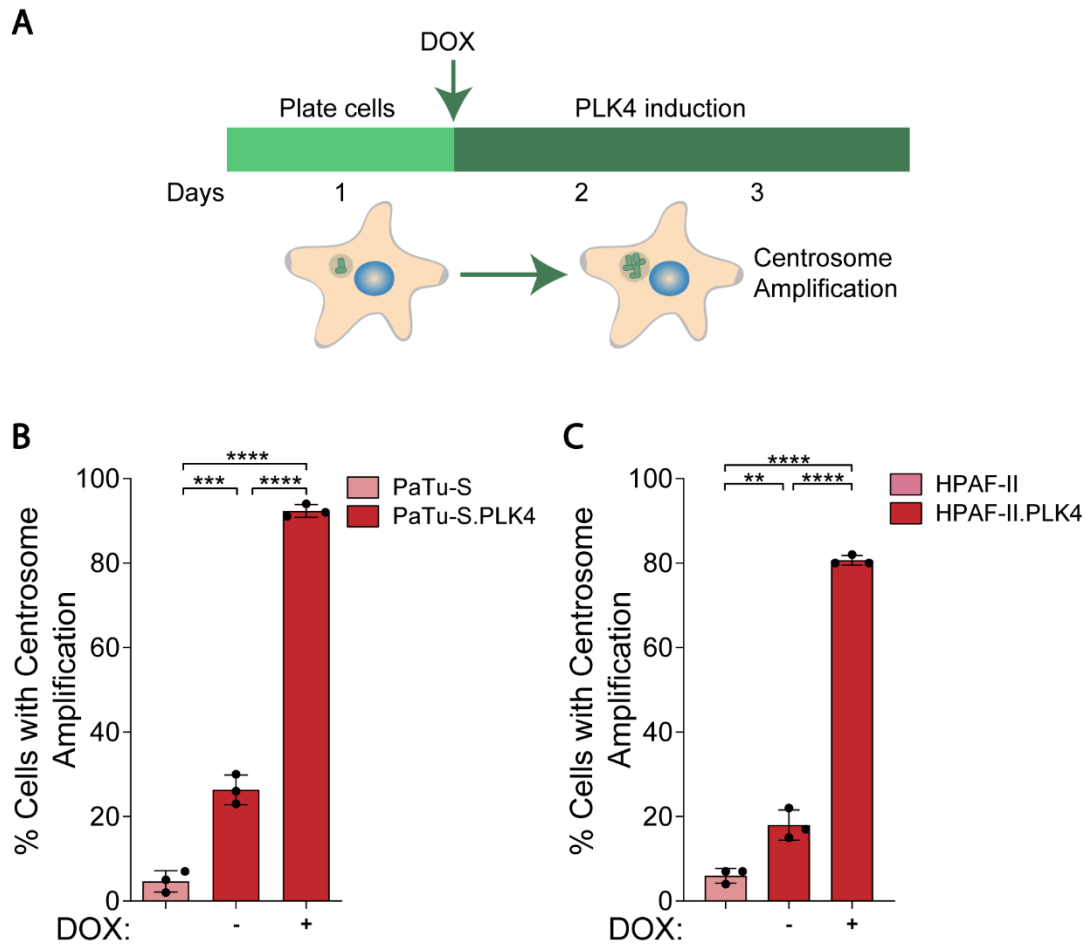 A
DOX
Plate cells PLK4 induction
Days 1 2 3
Centrosome
Amplification
B
% Cells with Centrosome
Amplification
100
80
60
40
20
0
****
*** ****
PaTu-S
PaTu-S.PLK4
DOX: - +
C
% Cells with Centrosome
Amplification
100
80
60
40
20
0
****
** ****
HPAF-II
HPAF-II.PLK4
DOX: - +